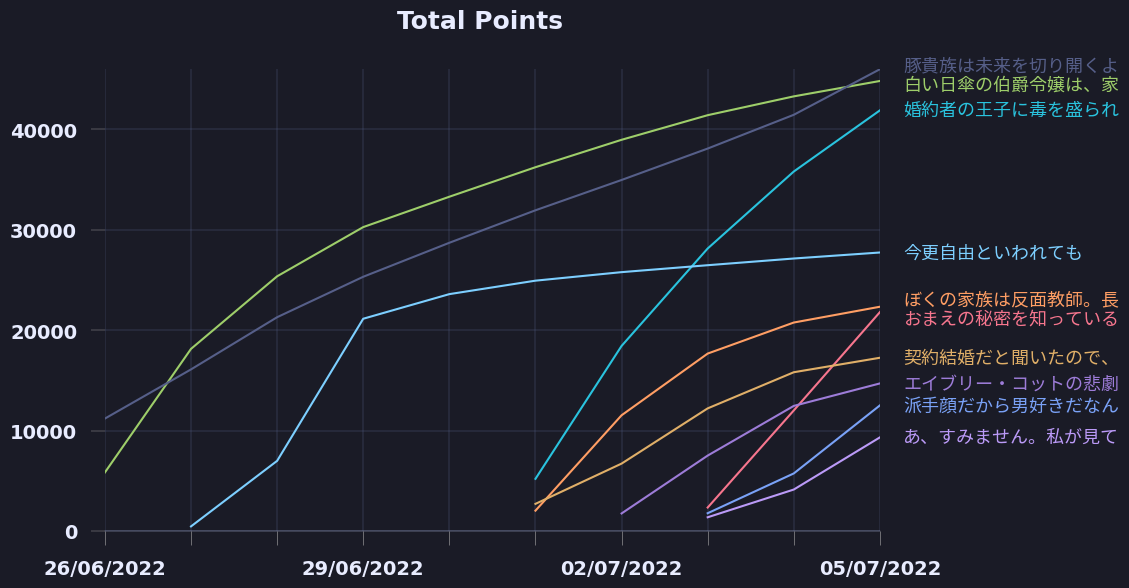 Total Points
豚貴族は未来を切り開くよ
白い日傘の伯爵令嬢は、家
婚約者の王子に毒を盛られ
今更自由といわれても
ぼくの家族は反面教師。長
おまえの秘密を知っている
契約結婚だと聞いたので、
エイブリー・コットの悲劇
派手顔だから男好きだなん
あ、すみません。私が見て
40000
30000
20000
10000
0
26/06/2022
29/06/2022
02/07/2022
05/07/2022